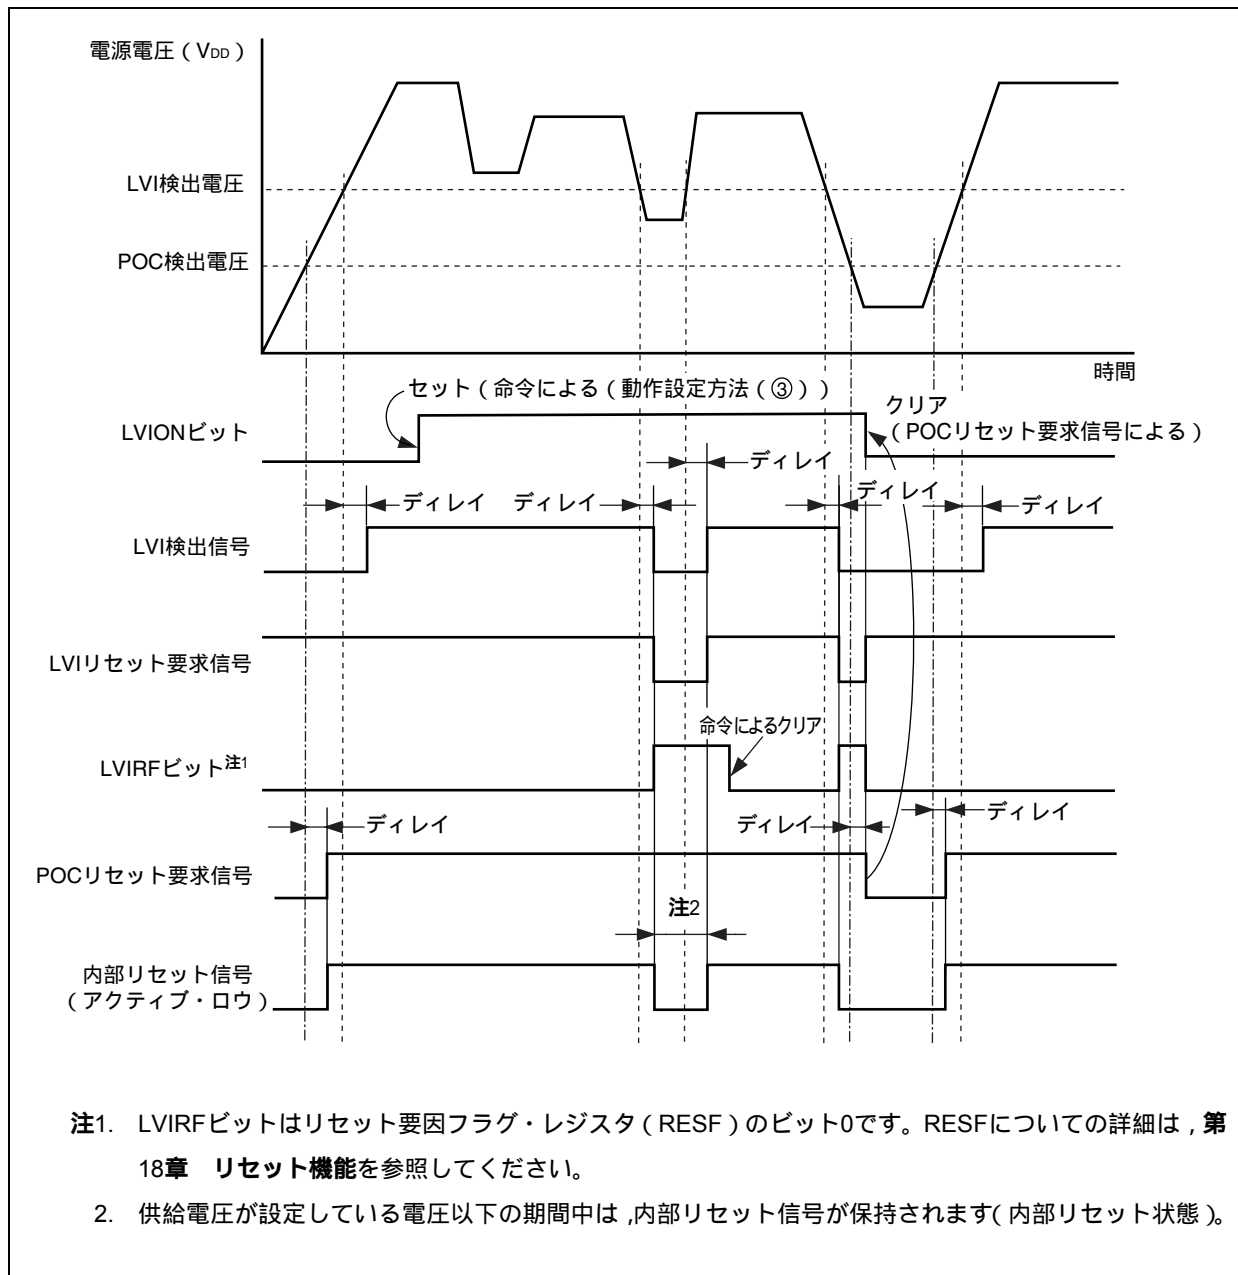 電源電圧（VDD）
LVI検出電圧
POC検出電圧
時間
セット（命令による（動作設定方法（③））
クリア
（POCリセット要求信号による）
LVIONビット
ディレイ
ディレイ
ディレイ
ディレイ
ディレイ
LVI検出信号
LVIリセット要求信号
命令によるクリア
LVIRFビット注1
ディレイ
ディレイ
ディレイ
POCリセット要求信号
注2
内部リセット信号
（アクティブ・ロウ）
注1. LVIRFビットはリセット要因フラグ・レジスタ（RESF）のビット0です。RESFについての詳細は，第
18章　リセット機能を参照してください。
2. 供給電圧が設定している電圧以下の期間中は，内部リセット信号が保持されます（内部リセット状態）。